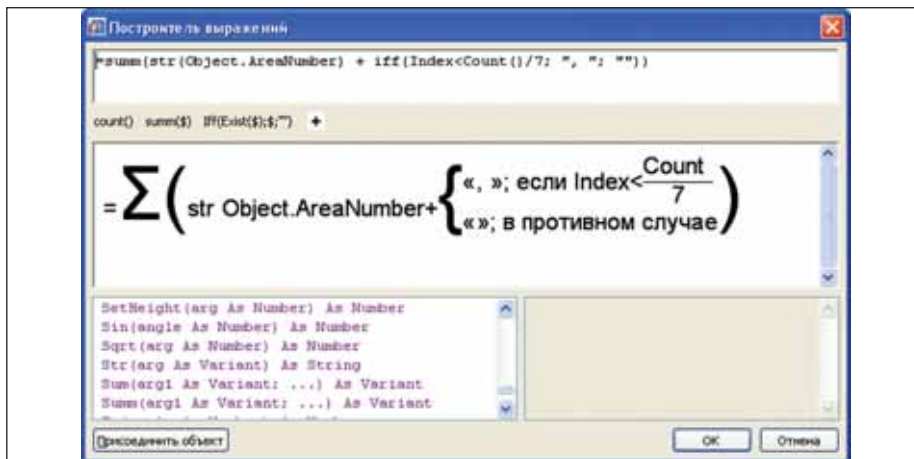 Построитель выражений
=summ(str(Object.AreaNumber) + iff(Index<Count()/7; ", "; ""))
count() summ($) Iff(Exist($);$;"") +
= Σ ( str Object.AreaNumber+ { «, »; если Index< Count / 7
«»; в противном случае )
SetHeight(arg As Number) As Number
Sin(angle As Number) As Number
Sqrt(arg As Number) As Number
Str(arg As Variant) As String
Sum(arg1 As Variant; ...) As Variant
Summ(arg1 As Variant; ...) As Variant
Присоединить объект
OK
Отмена